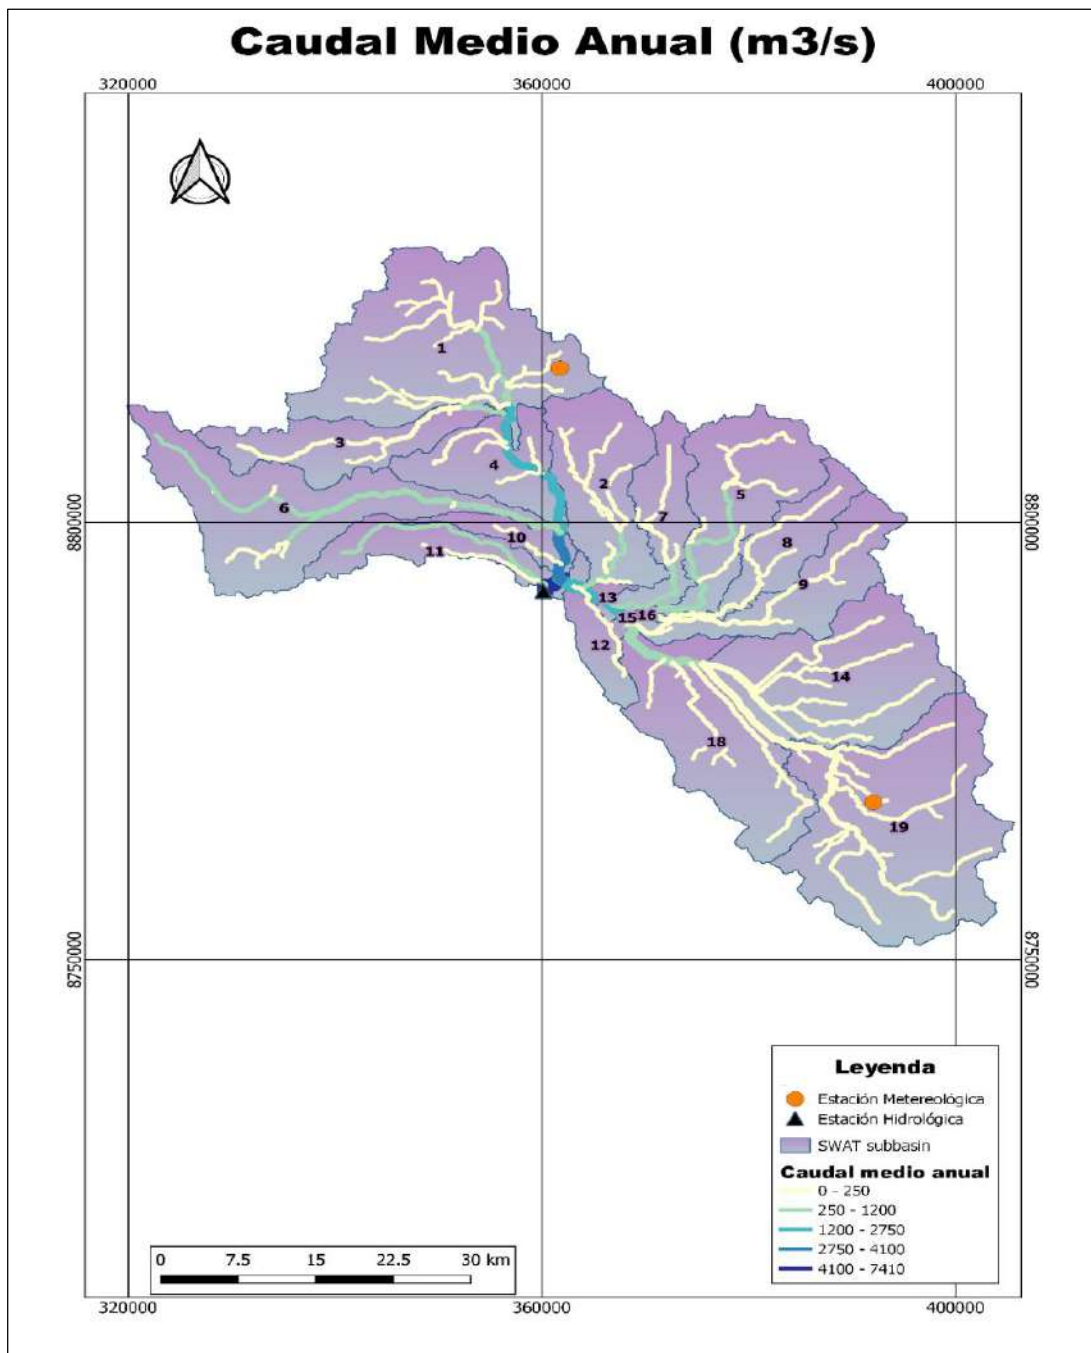 Caudal Medio Anual (m3/s)
320000 360000 400000
1
3
4
2
5
7
6
8
8800000 8800000
10
11
9
13
15 16
12
14
18
19
8750000 8750000
Leyenda
Estación Metereológica
Estación Hidrológica
SWAT subbasin
Caudal medio anual
0 - 250
250 - 1200
1200 - 2750
2750 - 4100
4100 - 7410
0 7.5 15 22.5 30 km
320000 360000 400000